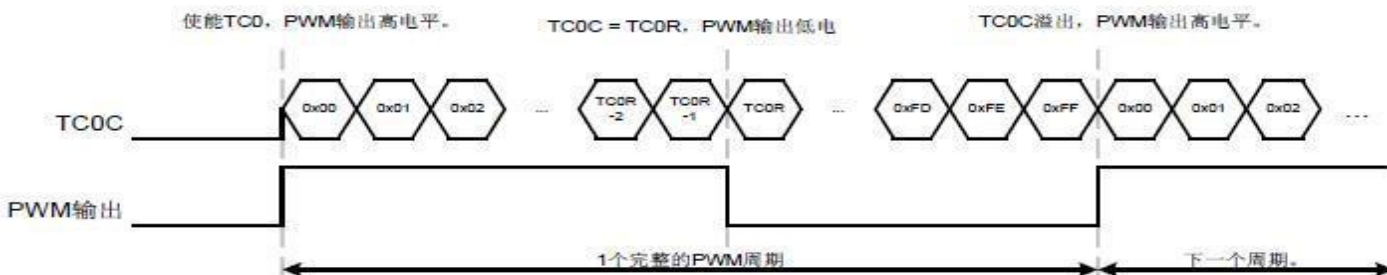 使能TC0，PWM输出高电平。
TC0C = TC0R，PWM输出低电
TC0C溢出，PWM输出高电平。
TC0C 0x00 0x01 0x02 ... TC0R-2 TC0R-1 TC0R ... 0xFD 0xFE 0xFF 0x00 0x01 0x02 ...
PWM输出
1个完整的PWM周期
下一个周期。